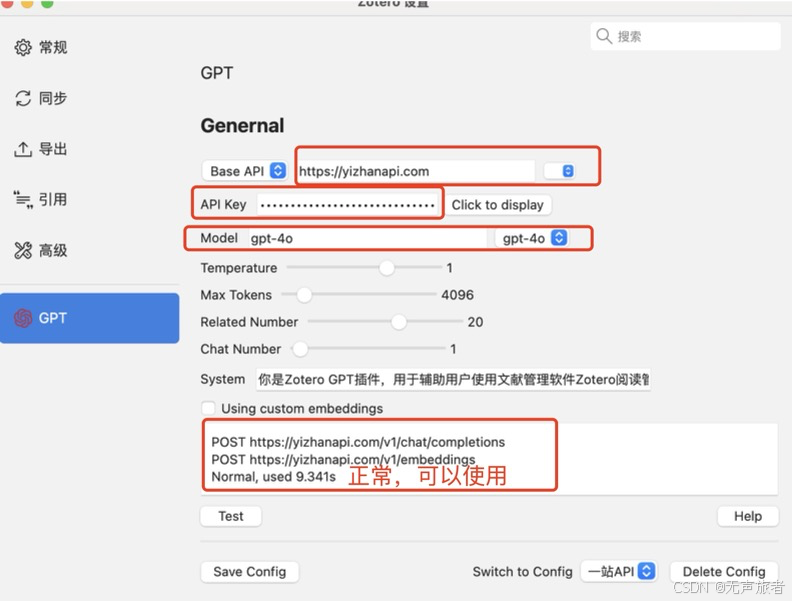 Zotero 设置
常规
搜索
GPT
同步
Genernal
导出
Base API https://yizhanapi.com
引用
API Key •••••••••••••••••••••••••••••• Click to display
Model gpt-4o gpt-4o
高级
Temperature 1
Max Tokens 4096
GPT
Related Number 20
Chat Number 1
System 你是Zotero GPT插件，用于辅助用户使用文献管理软件Zotero阅读管
Using custom embeddings
POST https://yizhanapi.com/v1/chat/completions
POST https://yizhanapi.com/v1/embeddings
Normal, used 9.341s 正常，可以使用
Test Help
Save Config Switch to Config 一站API Delete Config
CSDN @无声旅者